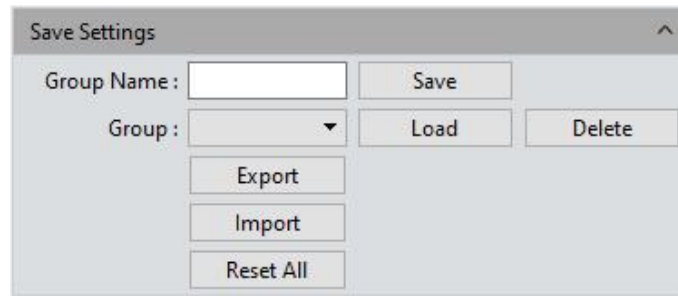 Save Settings
Group Name : Save
Group : Load Delete
Export
Import
Reset All